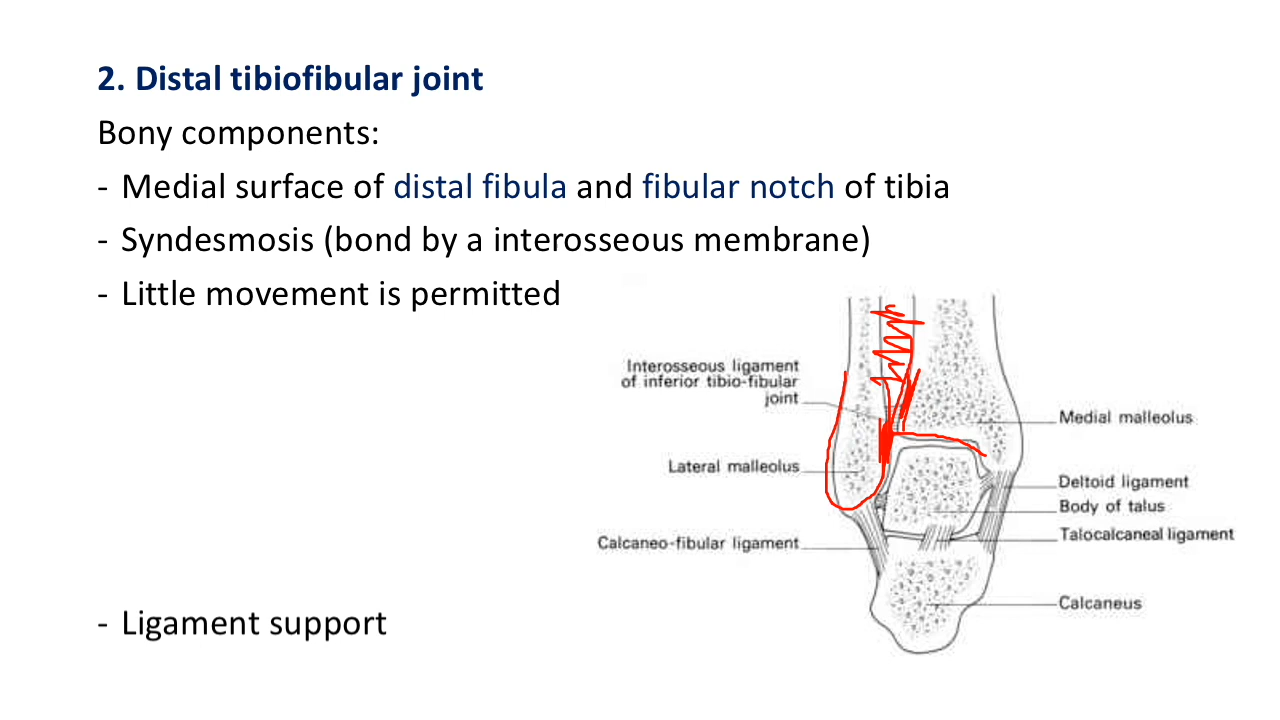 2. Distal tibiofibular joint
Bony components:
- Medial surface of distal fibula and fibular notch of tibia
- Syndesmosis (bond by a interosseous membrane)
- Little movement is permitted
Interosseous ligament
of inferior tibio-fibular
joint
Medial malleolus
Lateral malleolus
Deltoid ligament
Body of talus
Talocalcaneal ligament
Calcaneo-fibular ligament
Calcaneus
- Ligament support